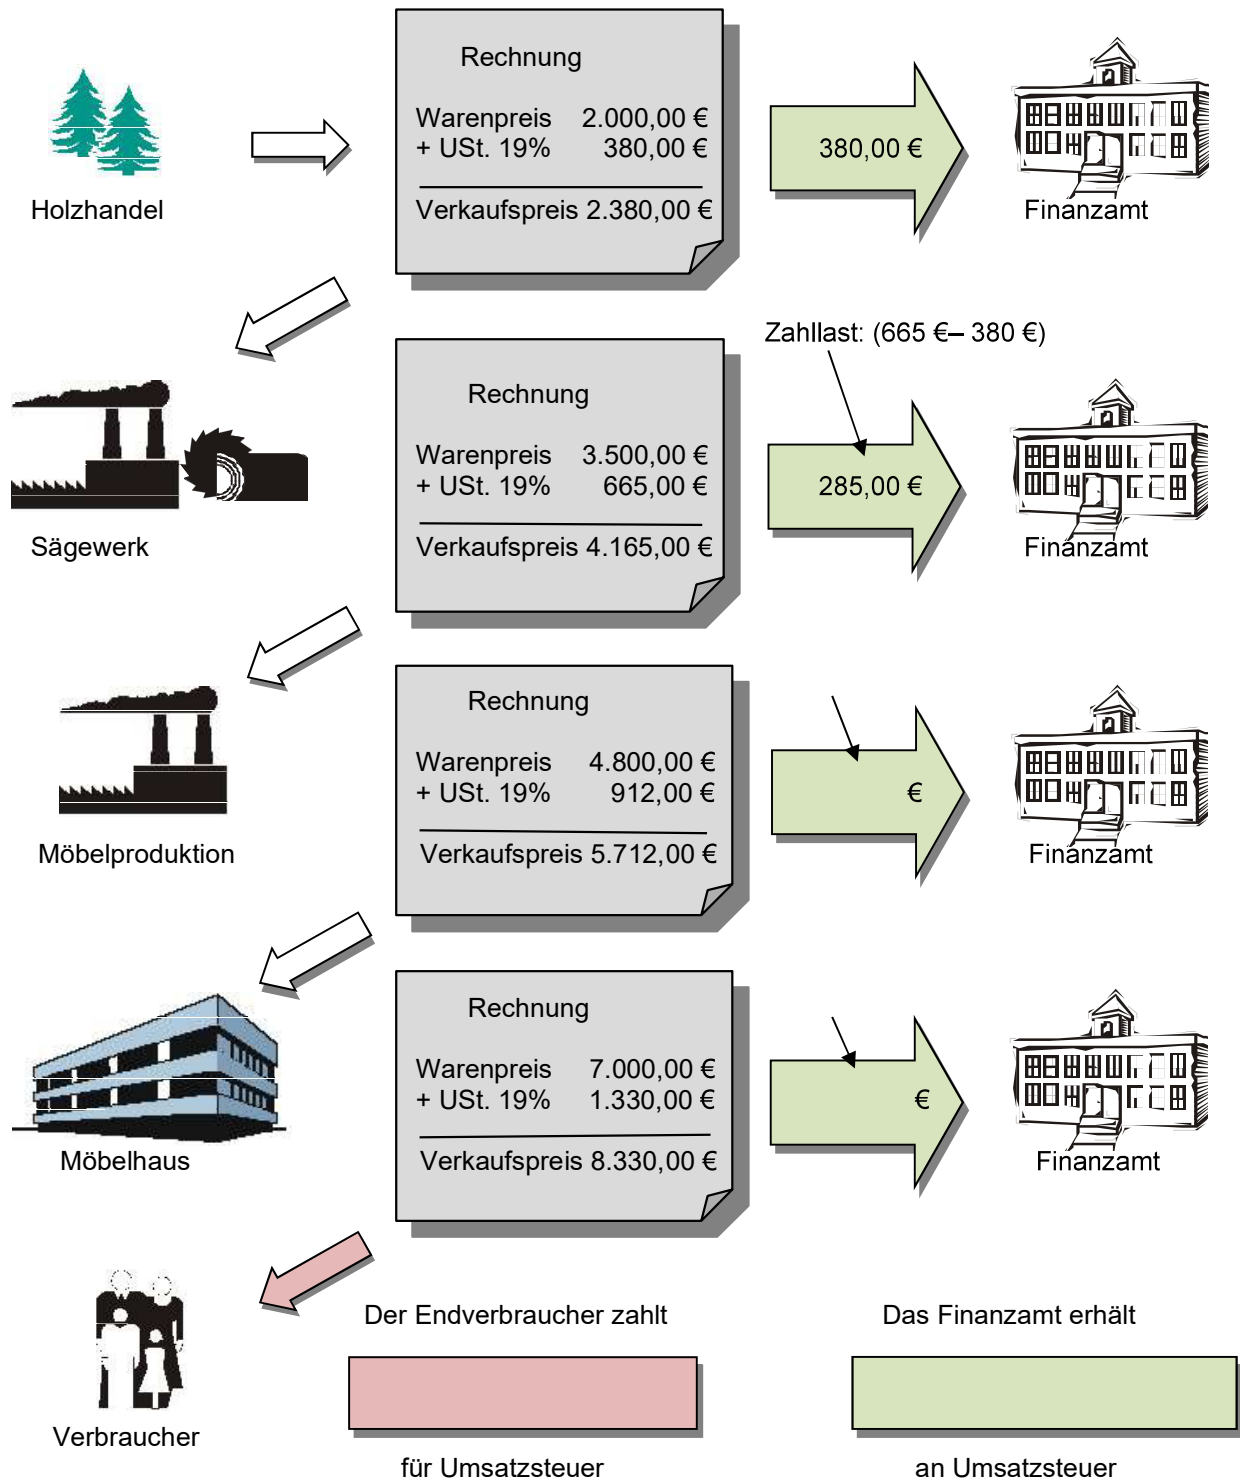 Rechnung
Warenpreis 2.000,00 €
+ USt. 19% 380,00 €
Verkaufspreis 2.380,00 €
380,00 €
Holzhandel
Finanzamt
Zahllast: (665 €– 380 €)
Rechnung
Warenpreis 3.500,00 €
+ USt. 19% 665,00 €
Verkaufspreis 4.165,00 €
285,00 €
Sägewerk
Finanzamt
Rechnung
Warenpreis 4.800,00 €
+ USt. 19% 912,00 €
Verkaufspreis 5.712,00 €
€
Möbelproduktion
Finanzamt
Rechnung
Warenpreis 7.000,00 €
+ USt. 19% 1.330,00 €
Verkaufspreis 8.330,00 €
€
Möbelhaus
Finanzamt
Der Endverbraucher zahlt
Das Finanzamt erhält
Verbraucher
für Umsatzsteuer
an Umsatzsteuer